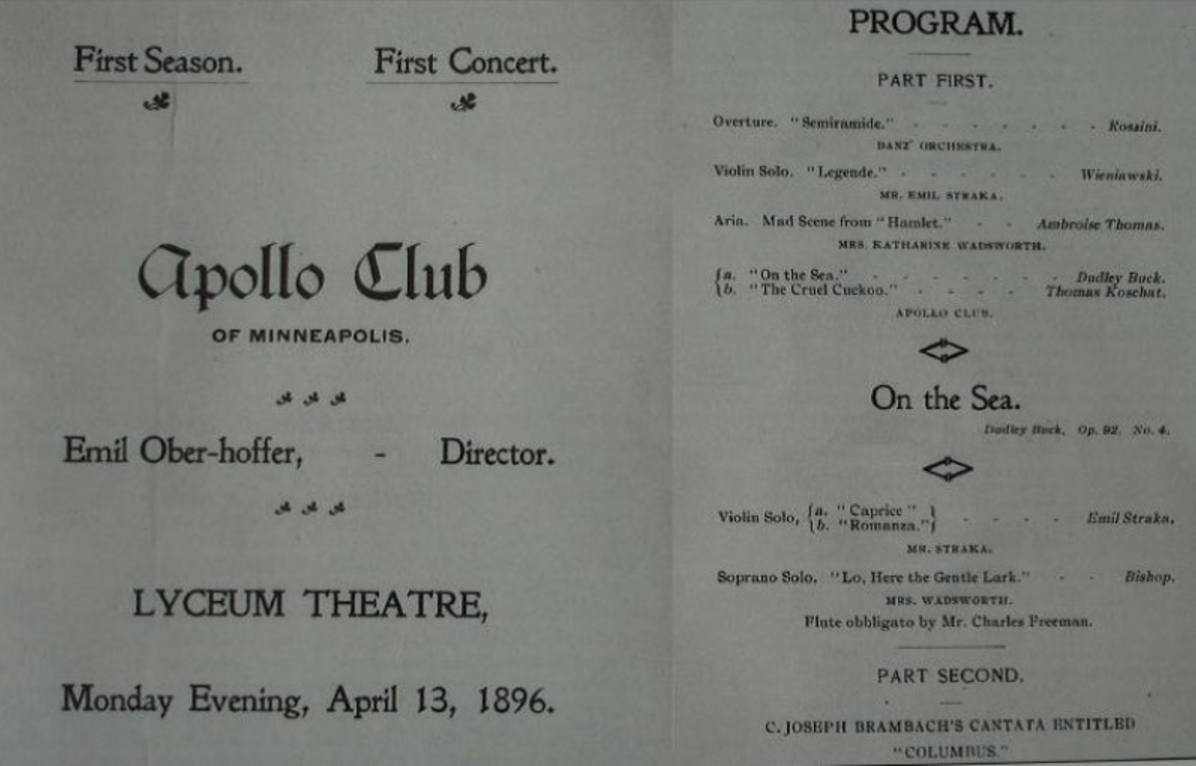 First Season. First Concert.
Apollo Club
OF MINNEAPOLIS.
Emil Ober-hoffer, - Director.
LYCEUM THEATRE,
Monday Evening, April 13, 1896.
PROGRAM.
PART FIRST.
Overture. "Semiramide." - - - - - - - Rossini.
DANZ' ORCHESTRA.
Violin Solo. "Legende." - - - - - - Wieniawski.
MR. EMIL STRAKA.
Aria. Mad Scene from "Hamlet." - - Ambroise Thomas.
MRS. KATHARINE WADSWORTH.
{a. "On the Sea." - - - - - - - Dudley Buck.
{b. "The Cruel Cuckoo." - - - - Thomas Koschat.
APOLLO CLUB.
On the Sea.
Dudley Buck, Op. 92, No. 4.
Violin Solo, {a. "Caprice" }
{b. "Romanza."} - - - - Emil Straka,
MR. STRAKA.
Soprano Solo. "Lo, Here the Gentle Lark." - - Bishop.
MRS. WADSWORTH.
Flute obbligato by Mr. Charles Freeman.
PART SECOND.
C. JOSEPH BRAMBACH'S CANTATA ENTITLED
"COLUMBUS."